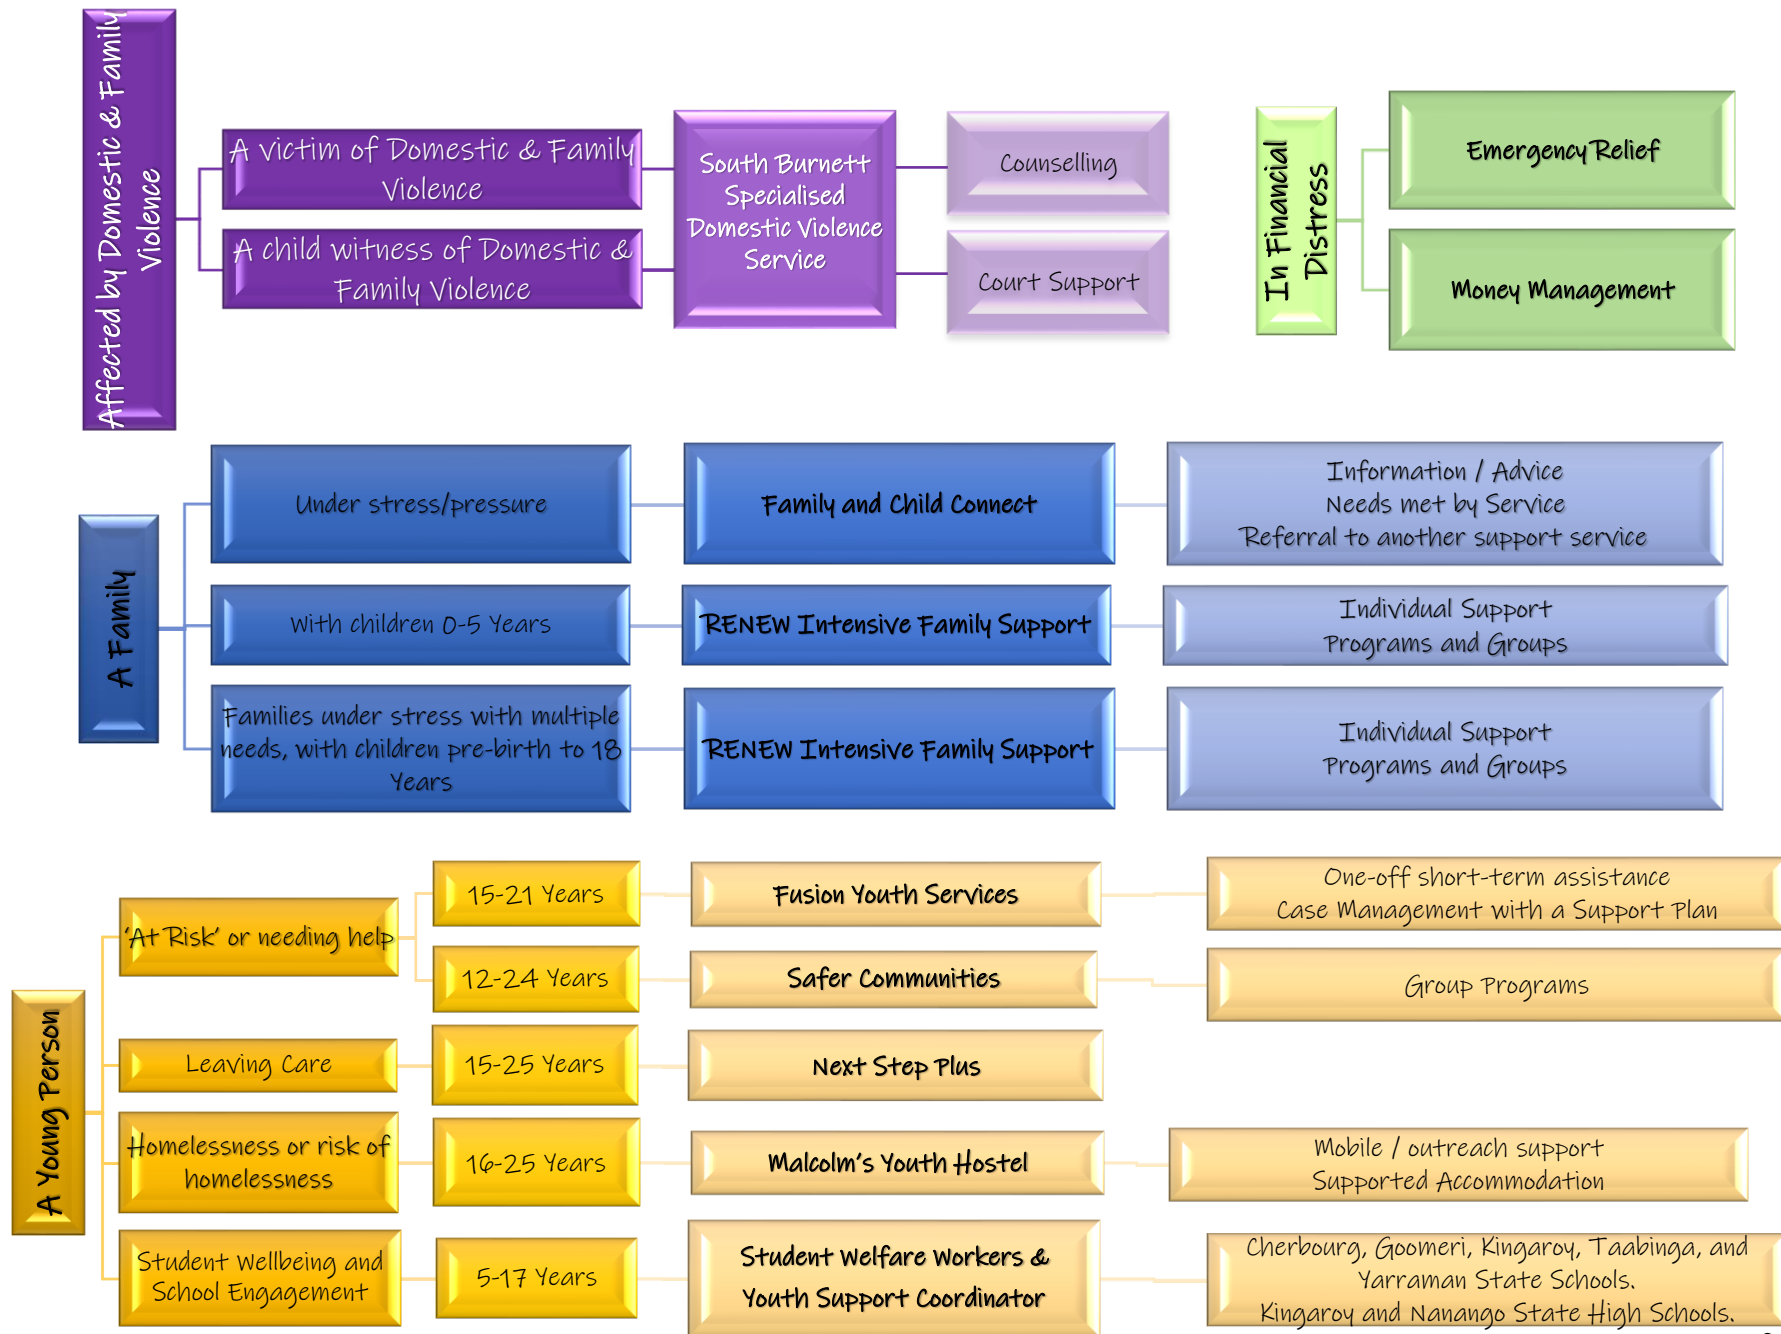 Affected by Domestic & Family
Violence
A victim of Domestic & Family
Violence
A child witness of Domestic &
Family Violence
South Burnett
Specialised
Domestic Violence
Service
Counselling
Court Support
In Financial
Distress
Emergency Relief
Money Management
A Family
Under stress/pressure
Family and Child Connect
Information / Advice
Needs met by Service
Referral to another support service
With children 0-5 Years
RENEW Intensive Family Support
Individual Support
Programs and Groups
Families under stress with multiple
needs, with children pre-birth to 18
Years
RENEW Intensive Family Support
Individual Support
Programs and Groups
A Young Person
'At Risk' or needing help
15-21 Years
Fusion Youth Services
One-off short-term assistance
Case Management with a Support Plan
12-24 Years
Safer Communities
Group Programs
Leaving Care
15-25 Years
Next Step Plus
Homelessness or risk of
homelessness
16-25 Years
Malcolm's Youth Hostel
Mobile / outreach support
Supported Accommodation
Student Wellbeing and
School Engagement
5-17 Years
Student Welfare Workers &
Youth Support Coordinator
Cherbourg, Goomeri, Kingaroy, Taabinga, and
Yarraman State Schools.
Kingaroy and Nanango State High Schools.